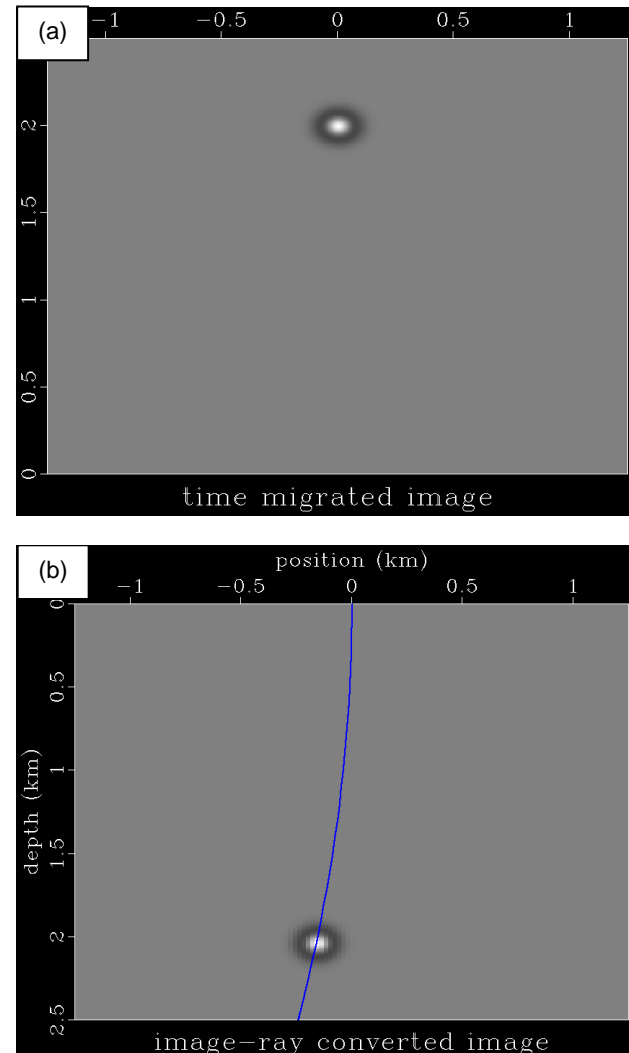 (a)
−1 −0.5 0 0.5 1
2
1.5
1
0.5
0
time migrated image
(b)
position (km)
−1 −0.5 0 0.5 1
0
0.5
1
1.5
2
2.5
depth (km)
image−ray converted image